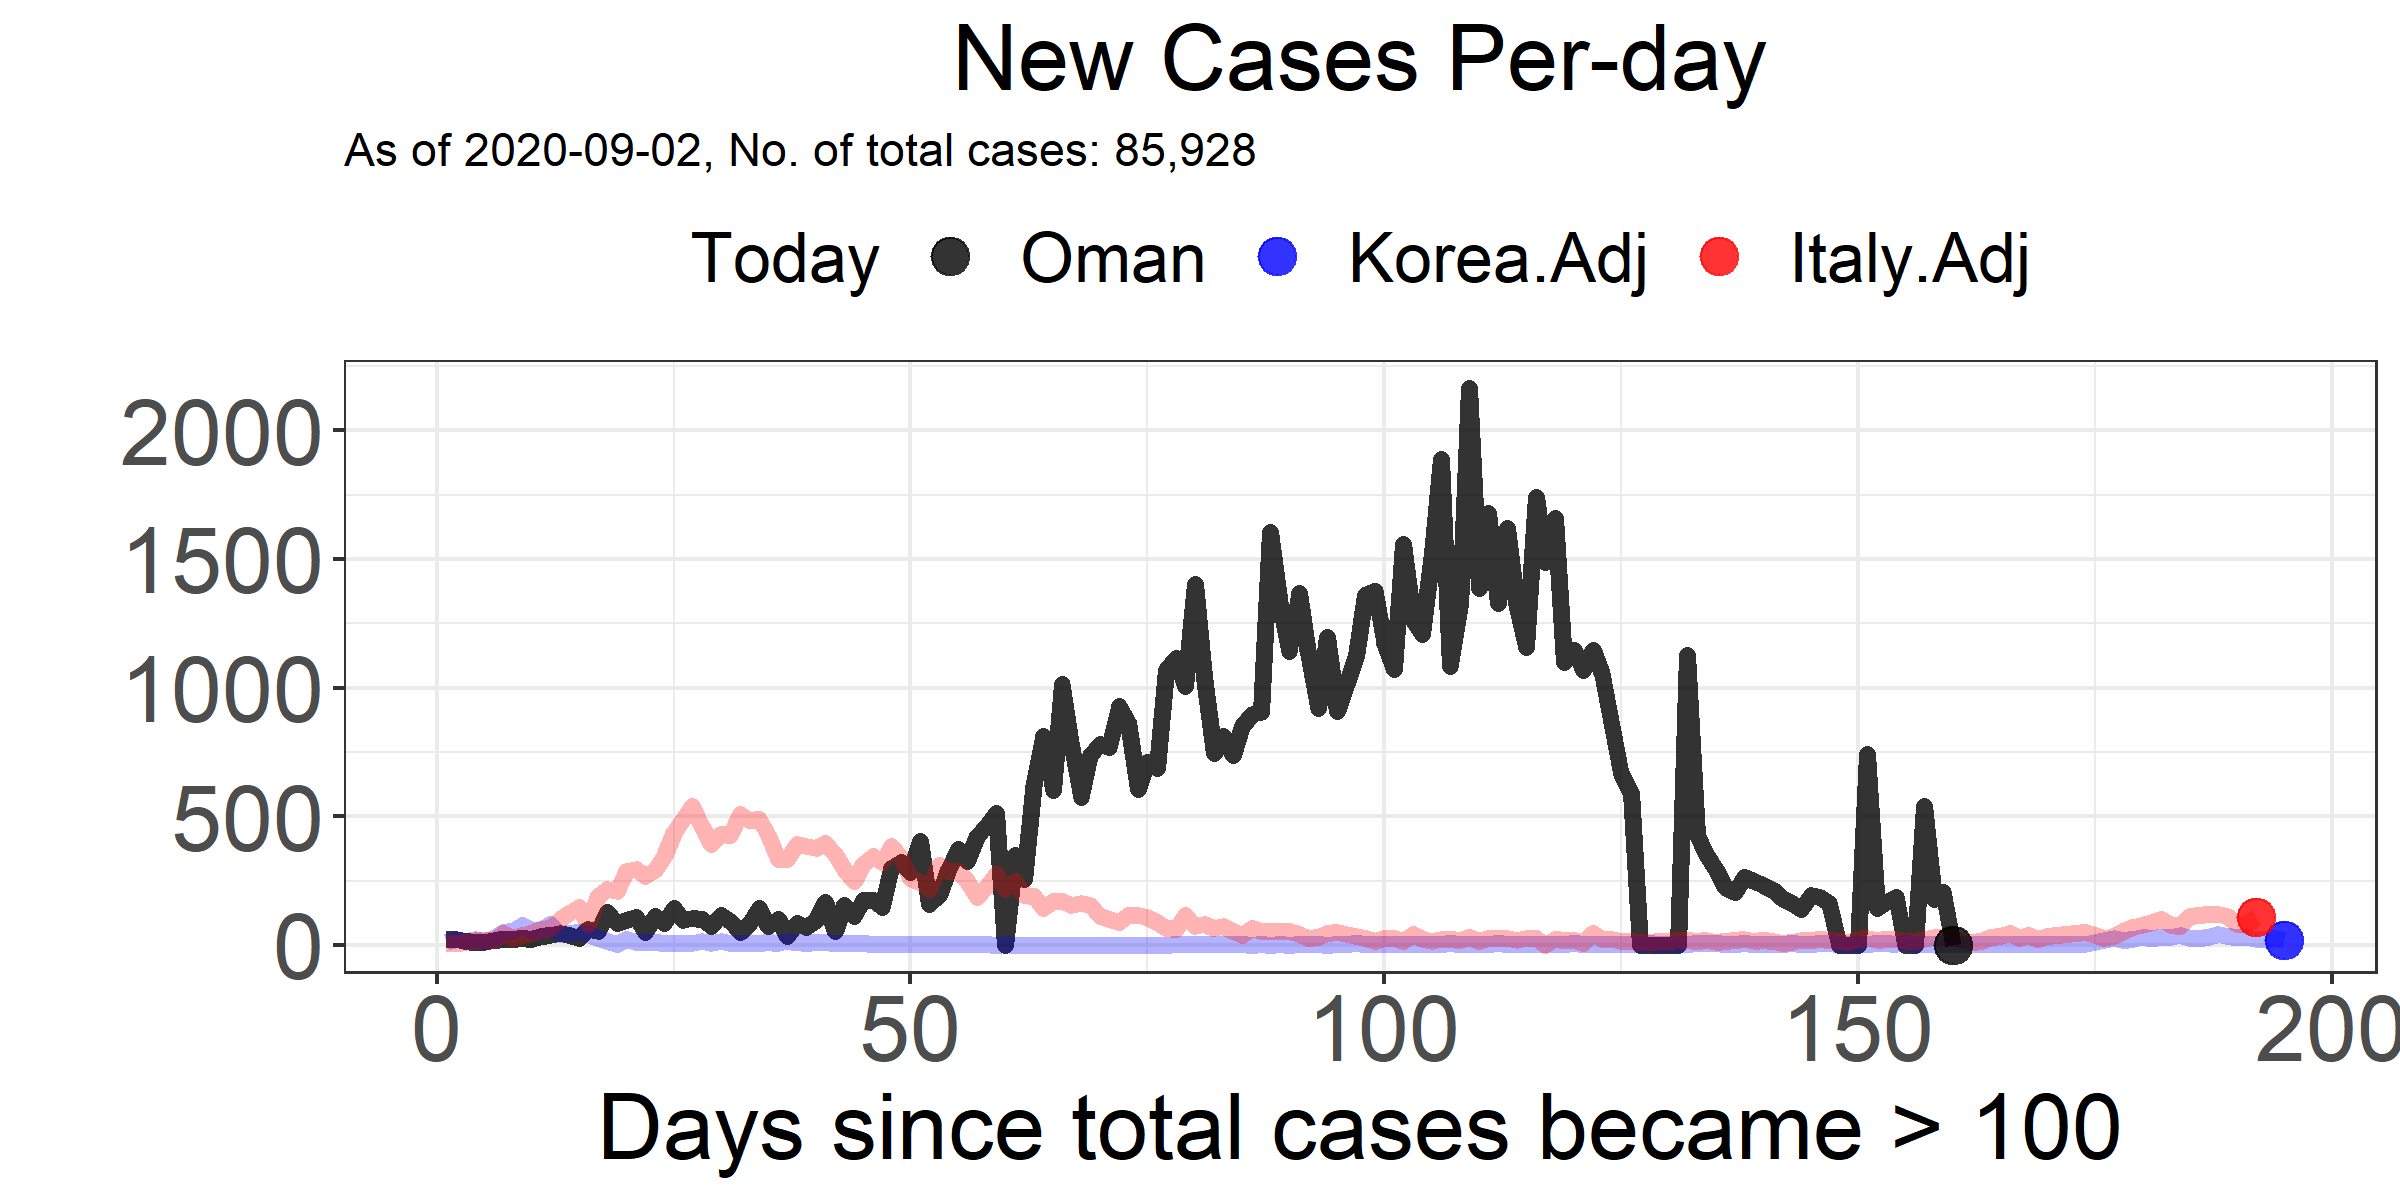 New Cases Per-day
As of 2020-09-02, No. of total cases: 85,928
Today Oman Korea.Adj Italy.Adj
2000
1500
1000
500
0
0 50 100 150 200
Days since total cases became > 100